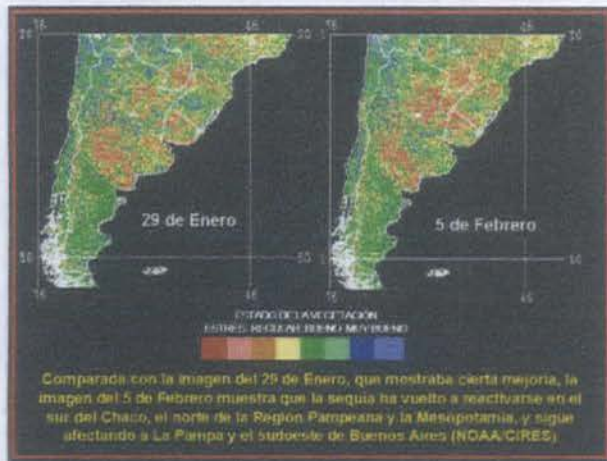 29 de Enero
5 de Febrero
ESTADO DE LA VEGETACIÓN
ESTRES REGULAR BUENO MUY BUENO
Comparada con la imagen del 29 de Enero, que mostraba cierta mejoria, la
imagen del 5 de Febrero muestra que la sequia ha vuelto a reactivarse en el
sur del Chaco, el norte de la Región Pampeana y la Mesopotamia, y sigue
afectando a La Pampa y el Sudoeste de Buenos Aires (NOAA/CIRES)